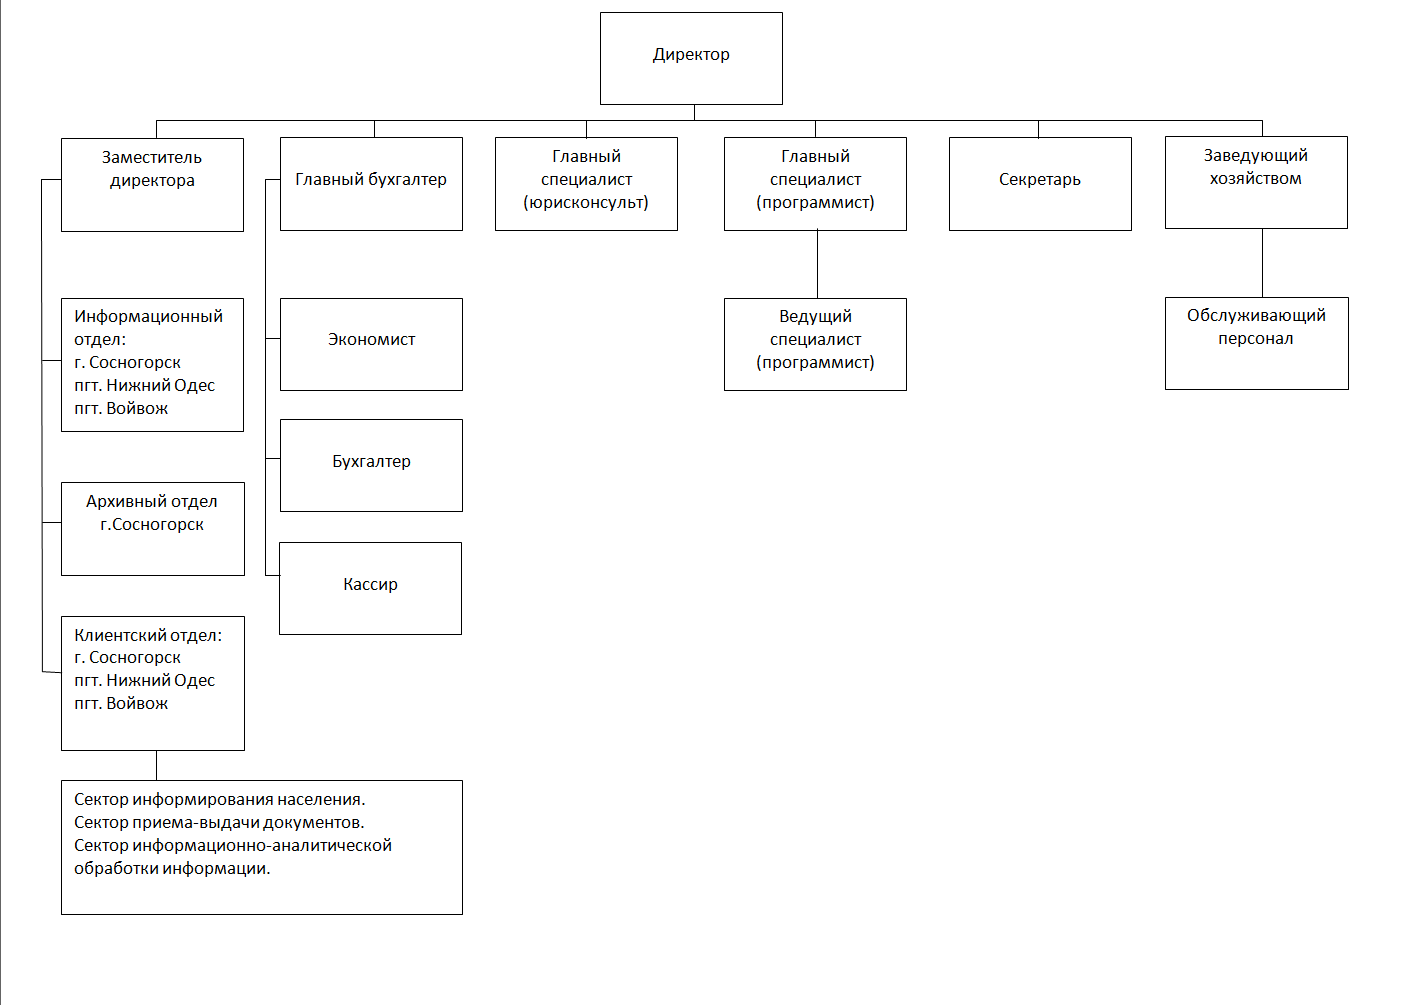 Директор
Заместитель
директора
Главный бухгалтер
Главный
специалист
(юрисконсульт)
Главный
специалист
(программист)
Секретарь
Заведующий
хозяйством
Информационный
отдел:
г. Сосногорск
пгт. Нижний Одес
пгт. Войвож
Экономист
Ведущий
специалист
(программист)
Обслуживающий
персонал
Бухгалтер
Архивный отдел
г.Сосногорск
Кассир
Клиентский отдел:
г. Сосногорск
пгт. Нижний Одес
пгт. Войвож
Сектор информирования населения.
Сектор приема-выдачи документов.
Сектор информационно-аналитической
обработки информации.